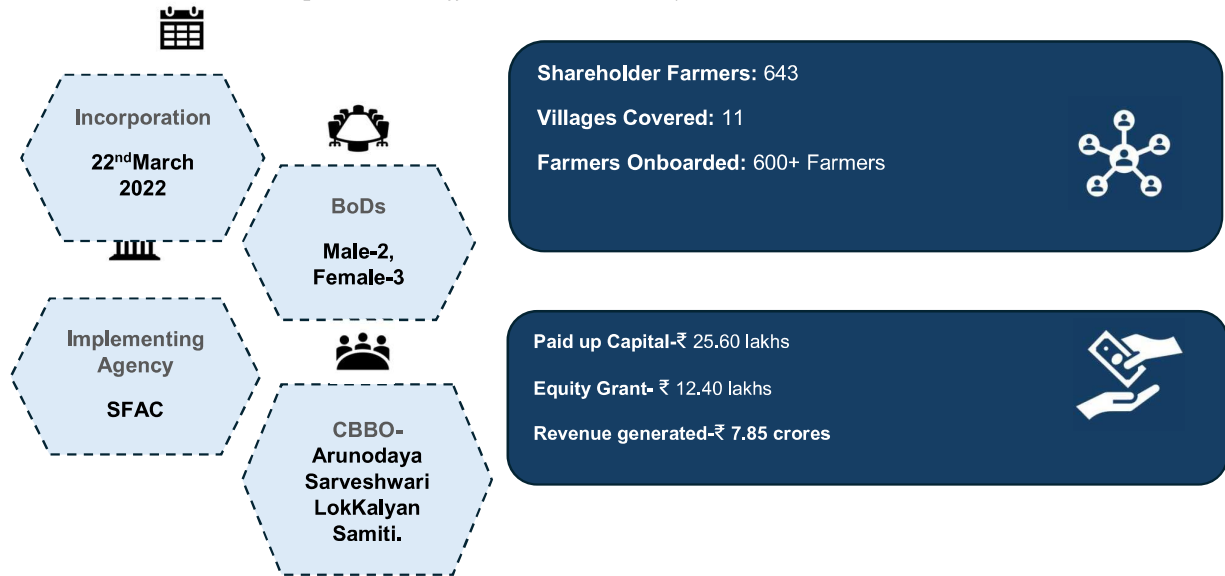 Incorporation
22ndMarch
2022
BoDs
Male-2,
Female-3
Implementing
Agency
SFAC
CBBO-
Arunodaya
Sarveshwari
LokKalyan
Samiti.
Shareholder Farmers: 643
Villages Covered: 11
Farmers Onboarded: 600+ Farmers
Paid up Capital-₹ 25.60 lakhs
Equity Grant- ₹ 12.40 lakhs
Revenue generated-₹ 7.85 crores